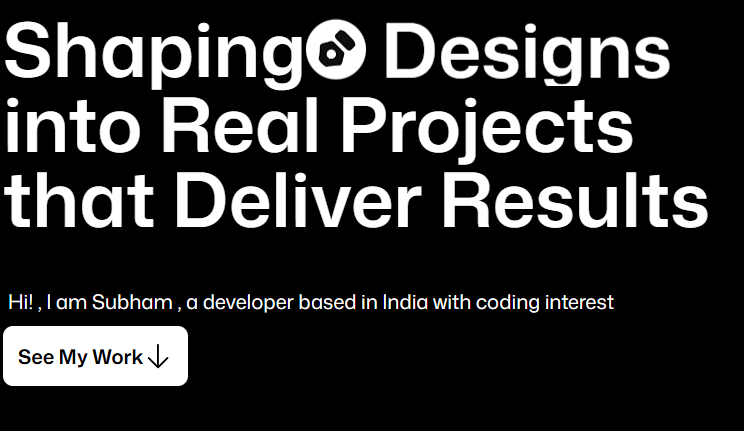 Shaping Designs
into Real Projects
that Deliver Results
Hi! , I am Subham , a developer based in India with coding interest
See My Work